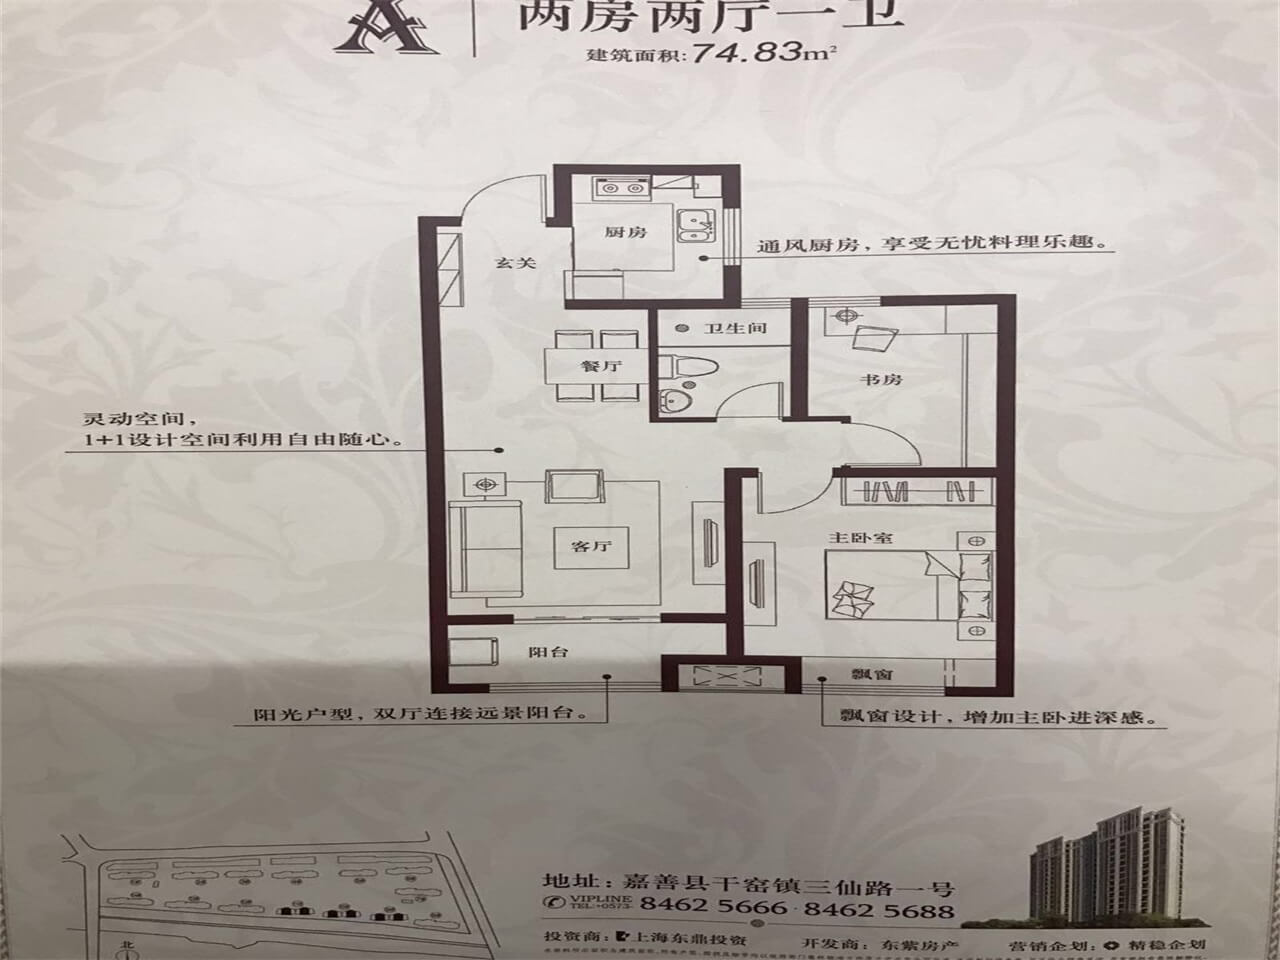 A
两房两厅一卫
建筑面积:74.83m²
厨房
玄关
通风厨房，享受无忧料理乐趣。
卫生间
餐厅
书房
灵动空间，
1+1设计空间利用自由随心。
客厅
主卧室
阳台
飘窗
阳光户型，双厅连接远景阳台。
飘窗设计，增加主卧进深感。
地址：嘉善县干窑镇三仙路一号
VIPLINE
TEL:+0573- 8462 5666 · 8462 5688
北
投资商：上海东鼎投资 开发商：东紫房产 营销企划：精稳企划